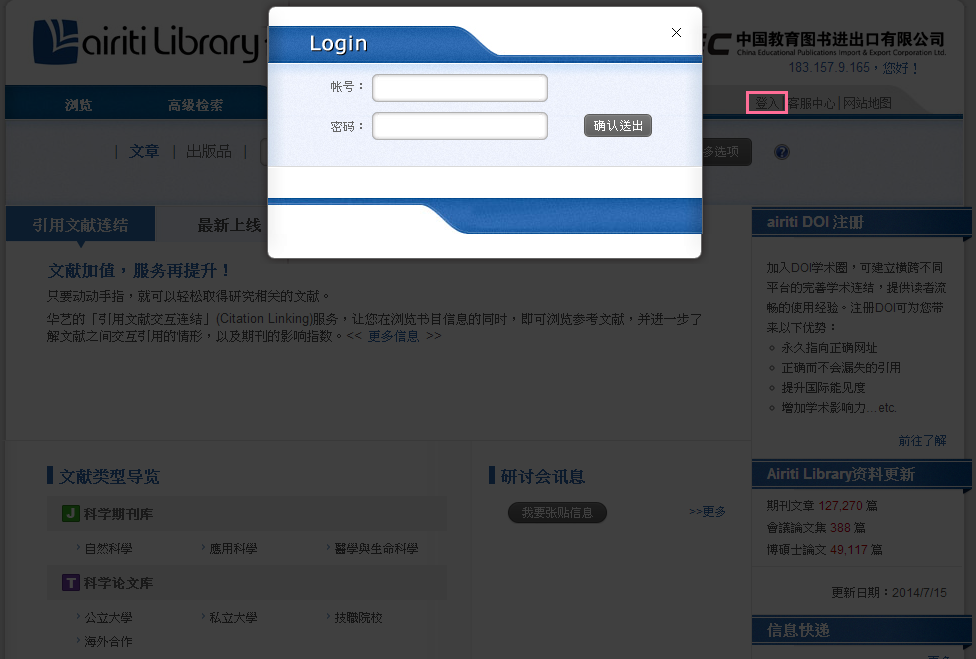 airiti Library
Login
×
帐号：
密码：
确认送出
EC 中国教育图书进出口有限公司
China Educational Publications Import & Export Corporation Ltd.
183.157.9.165，您好！
浏览
高级检索
登入 | 客服中心 | 网站地图
| 文章 | 出版品 |
多选项
?
引用文献连结
最新上线
文献加值，服务再提升！
只要动动手指，就可以轻松取得研究相关的文献。
华艺的「引用文献交互连结」(Citation Linking)服务，让您在浏览书目信息的同时，即可浏览参考文献，并进一步了
解文献之间交互引用的情形，以及期刊的影响指数。<< 更多信息 >>
airiti DOI 注册
加入DOI学术圈，可建立横跨不同
平台的完善学术连结，提供读者流
畅的使用经验。注册DOI可为您带
来以下优势：
永久指向正确网址
正确而不会漏失的引用
提升国际能见度
增加学术影响力...etc.
前往了解
文献类型导览
J 科学期刊库
自然科學
應用科學
醫學與生命科學
T 科学论文库
公立大學
私立大學
技職院校
海外合作
研讨会讯息
我要张贴信息
>>更多
Airiti Library资料更新
期刊文章 127,270 篇
會議論文集 388 篇
博碩士論文 49,117 篇
更新日期：2014/7/15
信息快递